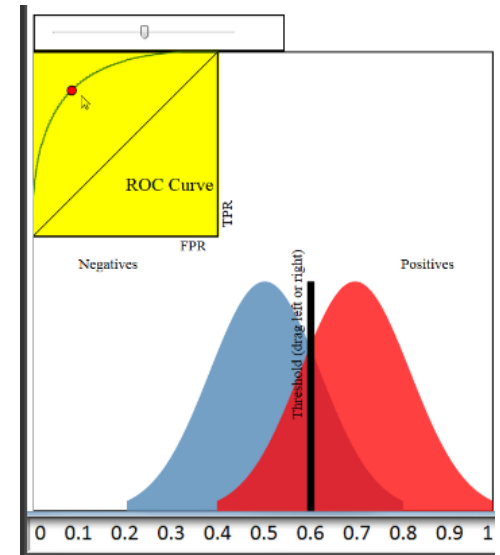 ROC Curve
TPR
FPR
Negatives
Positives
Threshold (drag left or right)
0 0.1 0.2 0.3 0.4 0.5 0.6 0.7 0.8 0.9 1